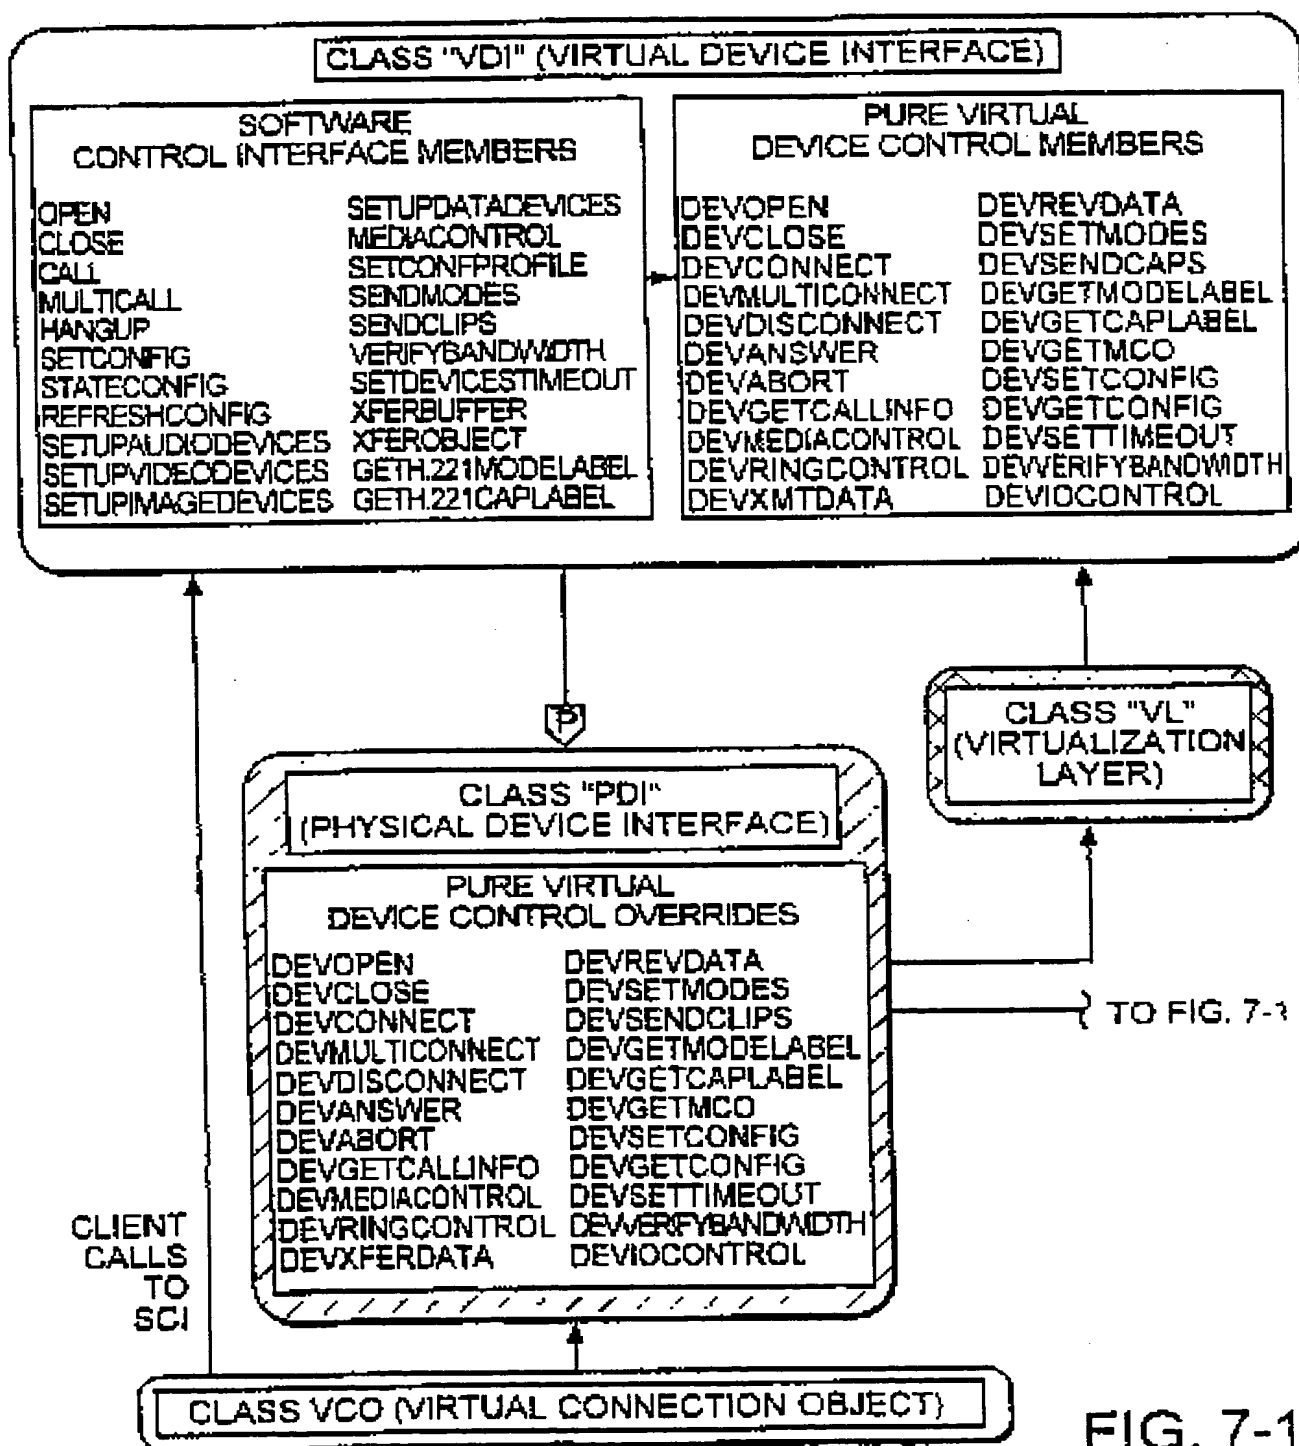 CLASS "VDI" (VIRTUAL DEVICE INTERFACE)
SOFTWARE
CONTROL INTERFACE MEMBERS
OPEN
CLOSE
CALL
MULTICALL
HANGUP
SETCONFIG
STATECONFIG
REFRESHCONFIG
SETUPAUDIODEVICES
SETUPVIDEODEVICES
SETUPIMAGEDEVICES
SETUPDATADEVICES
MEDIACONTROL
SETCONFPROFILE
SENDMODES
SENDCLIPS
VERIFYBANDWIDTH
SETDEVICESTIMEOUT
XFERBUFFER
XFEROBJECT
GETH.221MODELABEL
GETH.221CAPLABEL
PURE VIRTUAL
DEVICE CONTROL MEMBERS
DEVOPEN
DEVCLOSE
DEVCONNECT
DEVMULTICONNECT
DEVDISCONNECT
DEVANSWER
DEVABORT
DEVGETCALLINFO
DEVMEDIACONTROL
DEVRINGCONTROL
DEVXMTDATA
DEVREVDATA
DEVSETMODES
DEVSENDCAPS
DEVGETMODELABEL
DEVGETCAPLABEL
DEVGETMCO
DEVSETCONFIG
DEVGETCONFIG
DEVSETTIMEOUT
DEVVERIFYBANDWIDTH
DEVIOCONTROL
P
CLASS "VL"
(VIRTUALIZATION
LAYER)
CLASS "PDI"
(PHYSICAL DEVICE INTERFACE)
PURE VIRTUAL
DEVICE CONTROL OVERRIDES
DEVOPEN
DEVCLOSE
DEVCONNECT
DEVMULTICONNECT
DEVDISCONNECT
DEVANSWER
DEVABORT
DEVGETCALLINFO
DEVMEDIACONTROL
DEVRINGCONTROL
DEVXFERDATA
DEVREVDATA
DEVSETMODES
DEVSENDCLIPS
DEVGETMODELABEL
DEVGETCAPLABEL
DEVGETMCO
DEVSETCONFIG
DEVGETCONFIG
DEVSETTIMEOUT
DEVVERIFYBANDWIDTH
DEVIOCONTROL
TO FIG.
CLIENT
CALLS
TO
SCI
CLASS VCO (VIRTUAL CONNECTION OBJECT)
FIG. 7-1